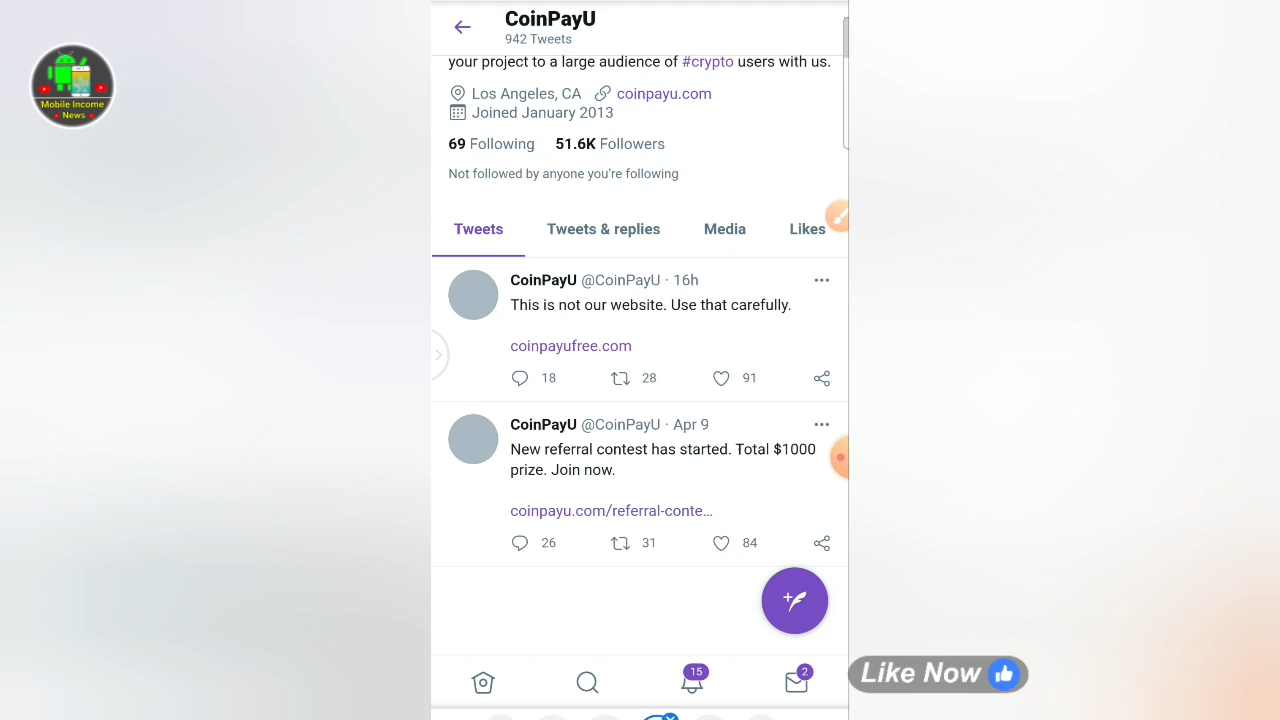 Mobile Income
News
CoinPayU
942 Tweets
your project to a large audience of #crypto users with us.
Los Angeles, CA coinpayu.com
Joined January 2013
69 Following 51.6K Followers
Not followed by anyone you're following
Tweets Tweets & replies Media Likes
CoinPayU @CoinPayU · 16h
This is not our website. Use that carefully.
coinpayufree.com
18 28 91
CoinPayU @CoinPayU · Apr 9
New referral contest has started. Total $1000
prize. Join now.
coinpayu.com/referral-conte…
26 31 84
15 2
Like Now